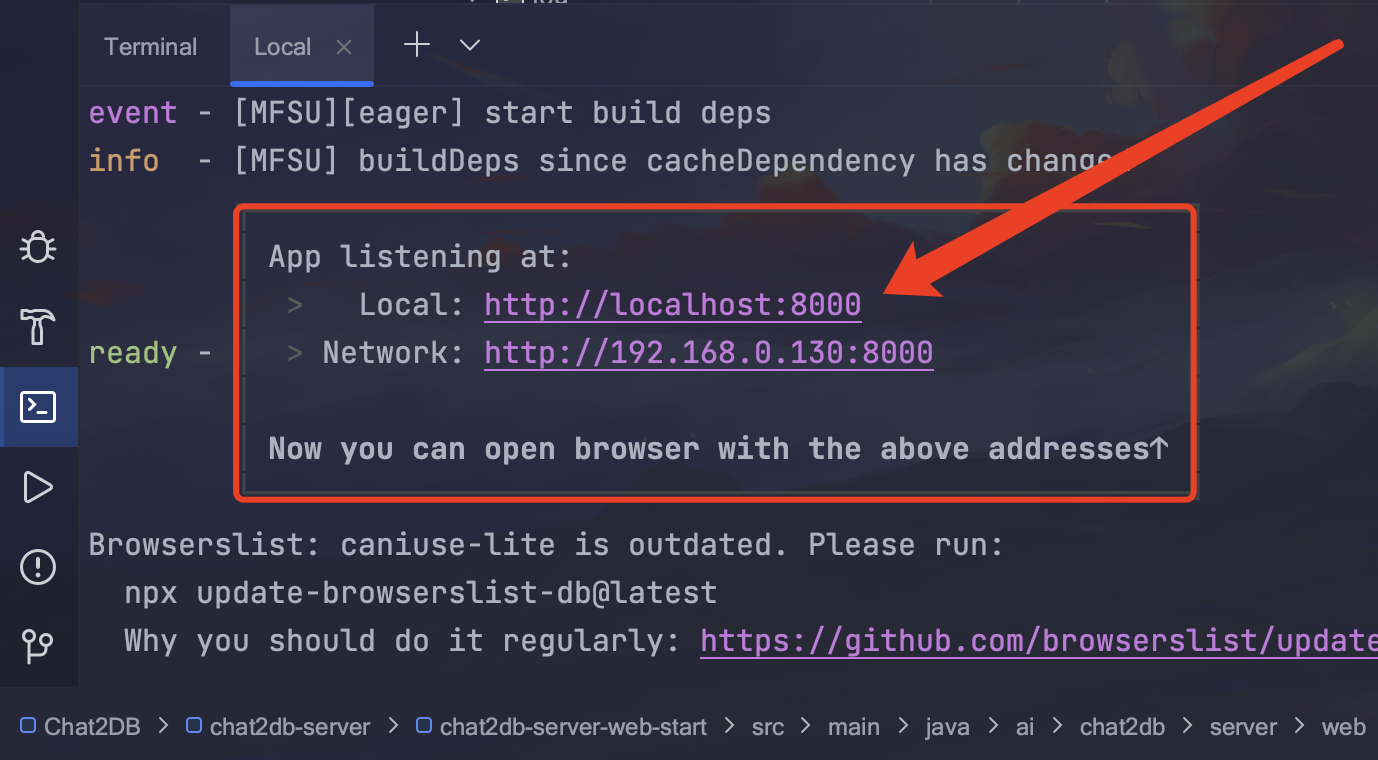 Terminal Local
event - [MFSU][eager] start build deps
info - [MFSU] buildDeps since cacheDependency has changed
App listening at:
> Local: http://localhost:8000
ready - > Network: http://192.168.0.130:8000
Now you can open browser with the above addresses↑
Browserslist: caniuse-lite is outdated. Please run:
npx update-browserslist-db@latest
Why you should do it regularly: https://github.com/browserslist/update
Chat2DB > chat2db-server > chat2db-server-web-start > src > main > java > ai > chat2db > server > web